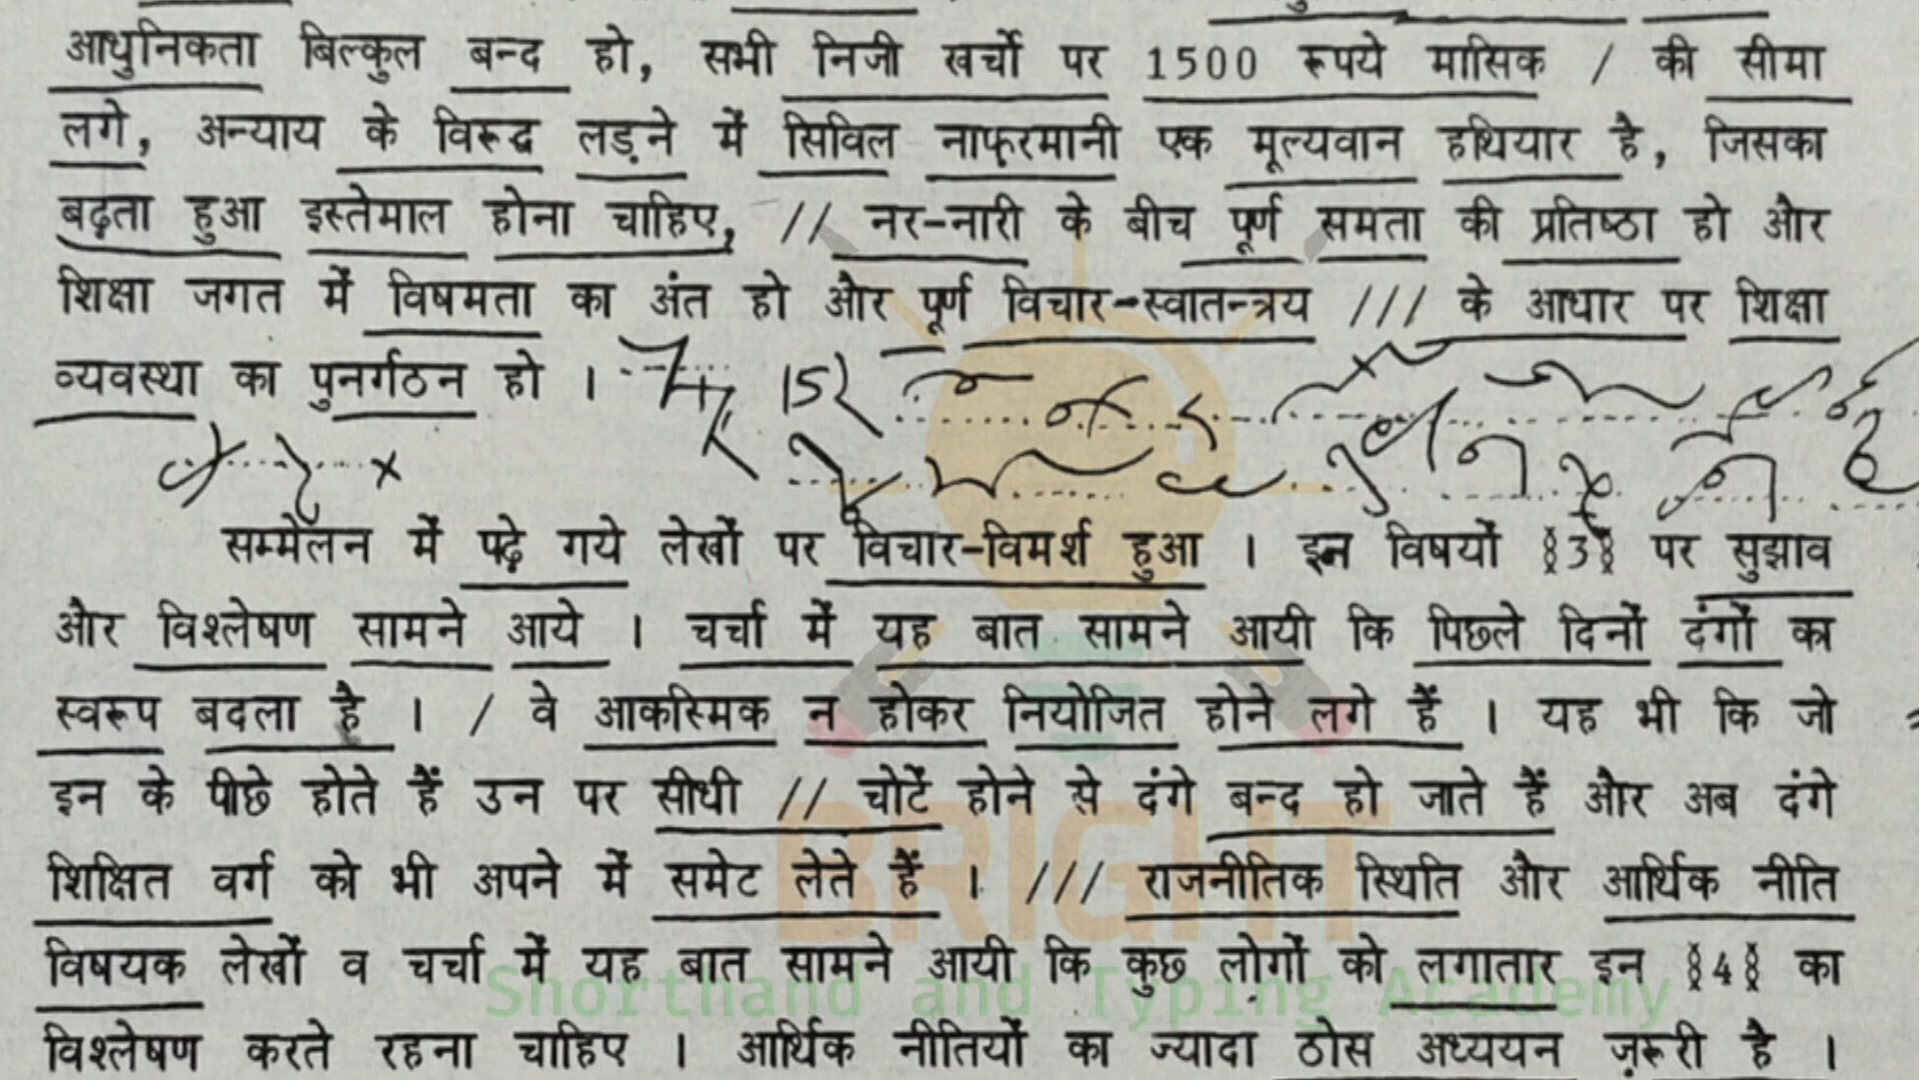 आधुनिकता बिल्कुल बन्द हो, सभी निजी खर्चो पर 1500 रूपये मासिक / की सीमा
लगे, अन्याय के विरूद्ध लड़ने में सिविल नाफरमानी एक मूल्यवान हथियार है, जिसका
बढ़ता हुआ इस्तेमाल होना चाहिए, // नर-नारी के बीच पूर्ण समता की प्रतिष्ठा हो और
शिक्षा जगत में विषमता का अंत हो और पूर्ण विचार-स्वातन्त्रय /// के आधार पर शिक्षा
व्यवस्था का पुनर्गठन हो ।
सम्मेलन में पढ़े गये लेखों पर विचार-विमर्श हुआ । इन विषयों §3§ पर सुझाव
और विश्लेषण सामने आये । चर्चा में यह बात सामने आयी कि पिछले दिनों दंगों का
स्वरूप बदला है । / वे आकस्मिक न होकर नियोजित होने लगे हैं । यह भी कि जो
इन के पीछे होते हैं उन पर सीधी // चोटें होने से दंगे बन्द हो जाते हैं और अब दंगे
शिक्षित वर्ग को भी अपने में समेट लेते हैं । /// राजनीतिक स्थिति और आर्थिक नीति
विषयक लेखों व चर्चा में यह बात सामने आयी कि कुछ लोगों को लगातार इन §4§ का
विश्लेषण करते रहना चाहिए । आर्थिक नीतियों का ज्यादा ठोस अध्ययन ज़रूरी है ।
BRIGHT
Shorthand and Typing Academy